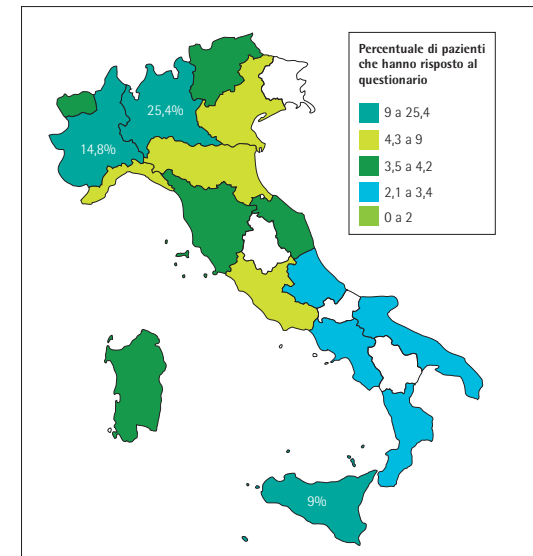 Percentuale di pazienti
che hanno risposto al
questionario
9 a 25,4
4,3 a 9
3,5 a 4,2
2,1 a 3,4
0 a 2
25,4%
14,8%
9%